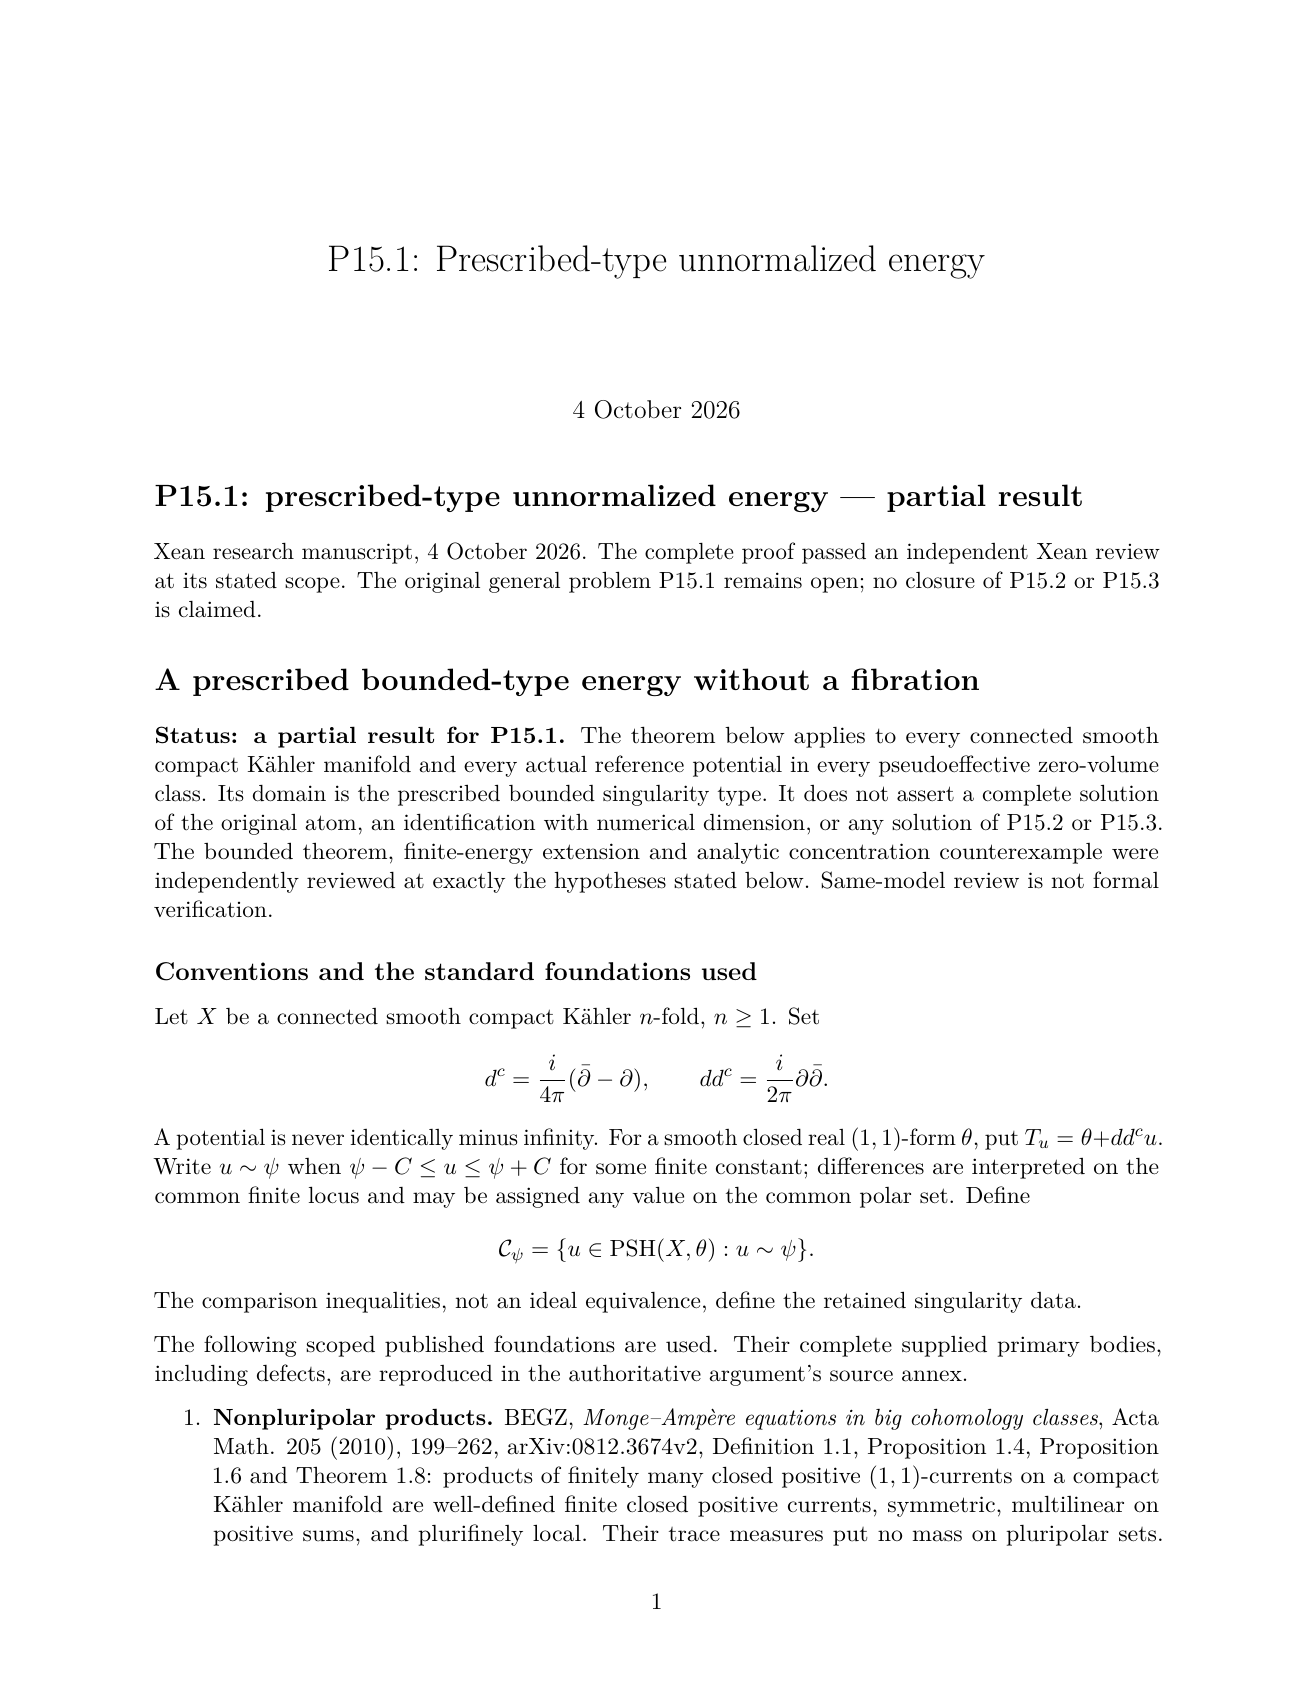 P15.1: Prescribed-type unnormalized energy
4 October 2026
P15.1: prescribed-type unnormalized energy — partial result
Xean research manuscript, 4 October 2026. The complete proof passed an independent Xean review
at its stated scope. The original general problem P15.1 remains open; no closure of P15.2 or P15.3
is claimed.
A prescribed bounded-type energy without a fibration
Status: a partial result for P15.1. The theorem below applies to every connected smooth
compact Kähler manifold and every actual reference potential in every pseudoeffective zero-volume
class. Its domain is the prescribed bounded singularity type. It does not assert a complete solution
of the original atom, an identification with numerical dimension, or any solution of P15.2 or P15.3.
The bounded theorem, finite-energy extension and analytic concentration counterexample were
independently reviewed at exactly the hypotheses stated below. Same-model review is not formal
verification.
Conventions and the standard foundations used
Let X be a connected smooth compact Kähler n-fold, n ≥ 1. Set
d^c = \frac{i}{4π}(\bar{∂} − ∂), dd^c = \frac{i}{2π}∂\bar{∂}.
A potential is never identically minus infinity. For a smooth closed real (1, 1)-form θ, put T_u = θ+dd^c u.
Write u ∼ ψ when ψ − C ≤ u ≤ ψ + C for some finite constant; differences are interpreted on the
common finite locus and may be assigned any value on the common polar set. Define
𝒞_ψ = {u ∈ PSH(X, θ) : u ∼ ψ}.
The comparison inequalities, not an ideal equivalence, define the retained singularity data.
The following scoped published foundations are used. Their complete supplied primary bodies,
including defects, are reproduced in the authoritative argument's source annex.
1. Nonpluripolar products. BEGZ, Monge–Ampère equations in big cohomology classes, Acta
Math. 205 (2010), 199–262, arXiv:0812.3674v2, Definition 1.1, Proposition 1.4, Proposition
1.6 and Theorem 1.8: products of finitely many closed positive (1, 1)-currents on a compact
Kähler manifold are well-defined finite closed positive currents, symmetric, multilinear on
positive sums, and plurifinely local. Their trace measures put no mass on pluripolar sets.
1